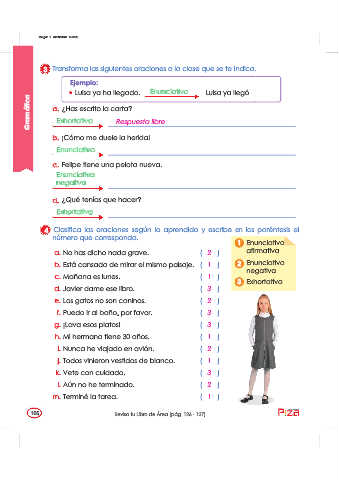 Gramática
3 Transforma las siguientes oraciones a la clase que se te indica.
Ejemplo:
• Luisa ya ha llegado. Enunciativa Luisa ya llegó
a. ¿Has escrito la carta?
Exhortativa Respuesta libre
b. ¡Cómo me duele la herida!
Enunciativa
c. Felipe tiene una pelota nueva.
Enunciativa
negativa
d. ¿Qué tenías que hacer?
Exhortativa
4 Clasifica las oraciones según lo aprendido y escribe en los paréntesis el
número que corresponda.
1 Enunciativa
afirmativa
2 Enunciativa
negativa
3 Exhortativa
a. No has dicho nada grave. ( 2 )
b. Está cansado de mirar el mismo paisaje. ( 1 )
c. Mañana es lunes. ( 1 )
d. Javier dame ese libro. ( 3 )
e. Los gatos no son caninos. ( 2 )
f. Puedo ir al baño, por favor. ( 3 )
g. ¡Lava esos platos! ( 3 )
h. Mi hermana tiene 30 años. ( 1 )
i. Nunca he viajado en avión. ( 2 )
j. Todos vinieron vestidos de blanco. ( 1 )
k. Vete con cuidado. ( 3 )
l. Aún no he terminado. ( 2 )
m. Terminé la tarea. ( 1 )
Revisa tu Libro de Área (pág. 126 - 127)